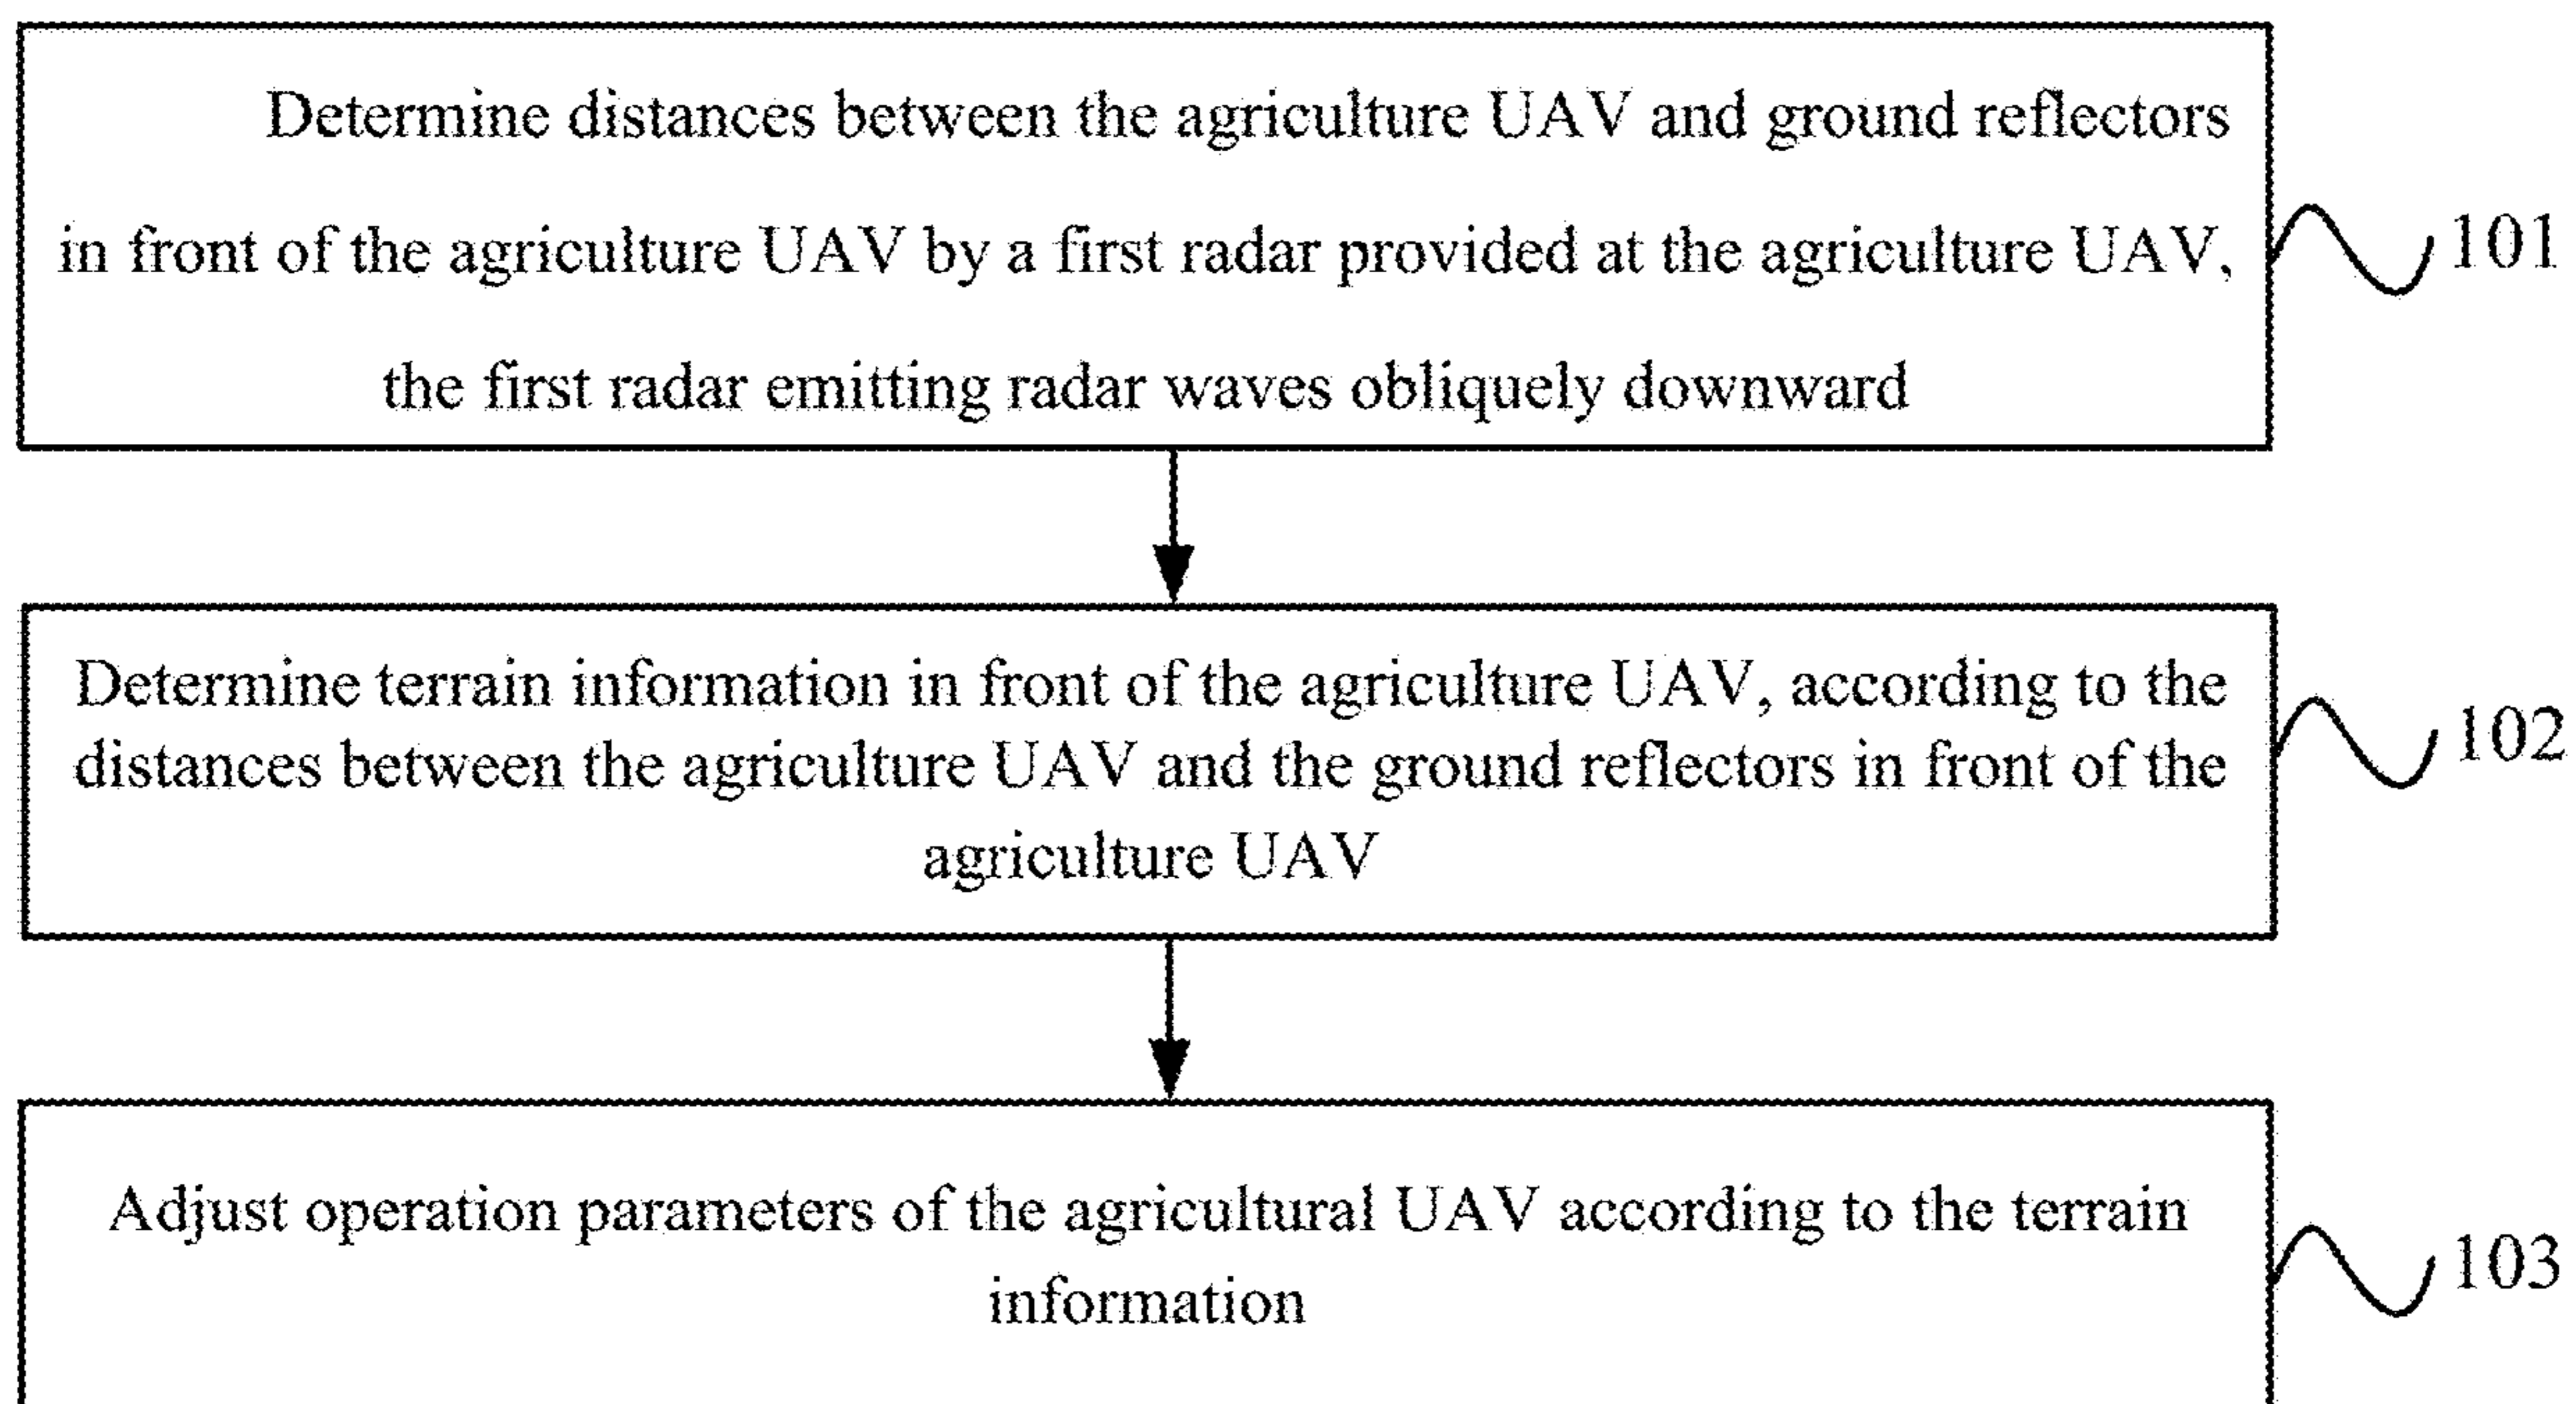 Determine distances between the agriculture UAV and ground reflectors
in front of the agriculture UAV by a first radar provided at the agriculture UAV,
the first radar emitting radar waves obliquely downward
101
Determine terrain information in front of the agriculture UAV, according to the
distances between the agriculture UAV and the ground reflectors in front of the
agriculture UAV
102
Adjust operation parameters of the agricultural UAV according to the terrain
information
103